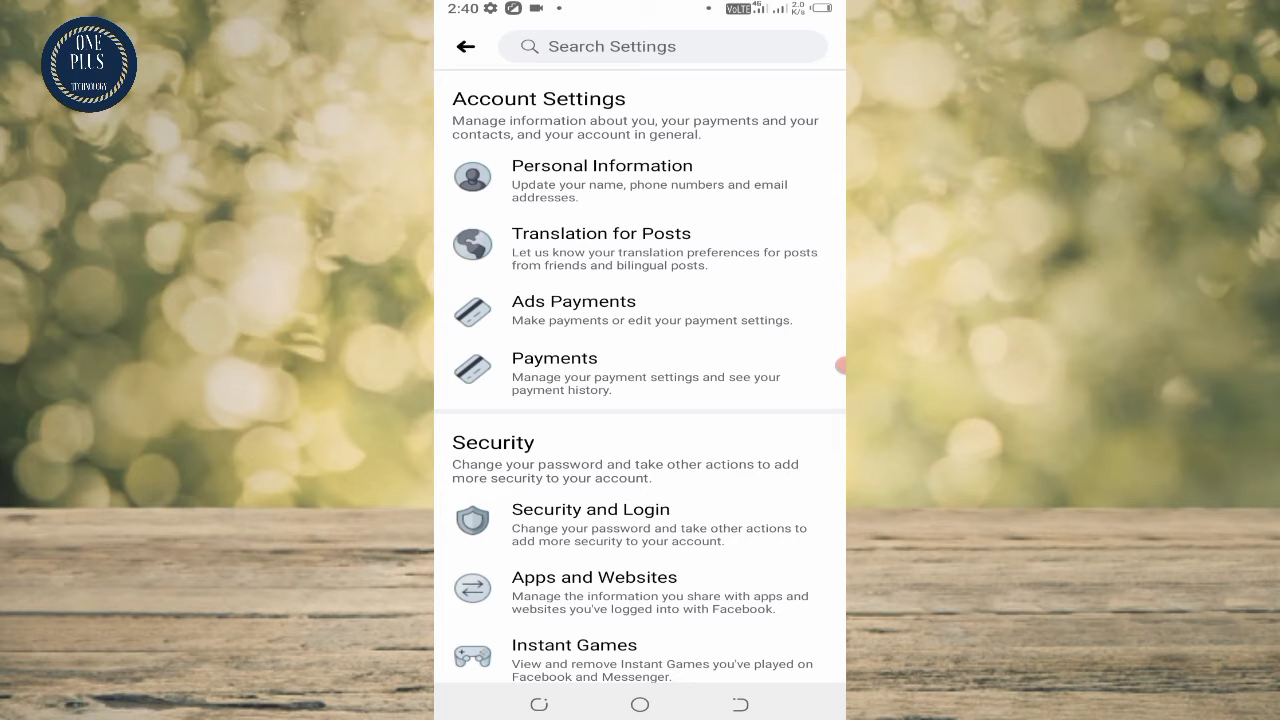 ONE
PLUS
TECHNOLOGY
2:40
VoLTE 4G 2.0 K/s
Search Settings
Account Settings
Manage information about you, your payments and your
contacts, and your account in general.
Personal Information
Update your name, phone numbers and email
addresses.
Translation for Posts
Let us know your translation preferences for posts
from friends and bilingual posts.
Ads Payments
Make payments or edit your payment settings.
Payments
Manage your payment settings and see your
payment history.
Security
Change your password and take other actions to add
more security to your account.
Security and Login
Change your password and take other actions to
add more security to your account.
Apps and Websites
Manage the information you share with apps and
websites you've logged into with Facebook.
Instant Games
View and remove Instant Games you've played on
Facebook and Messenger.